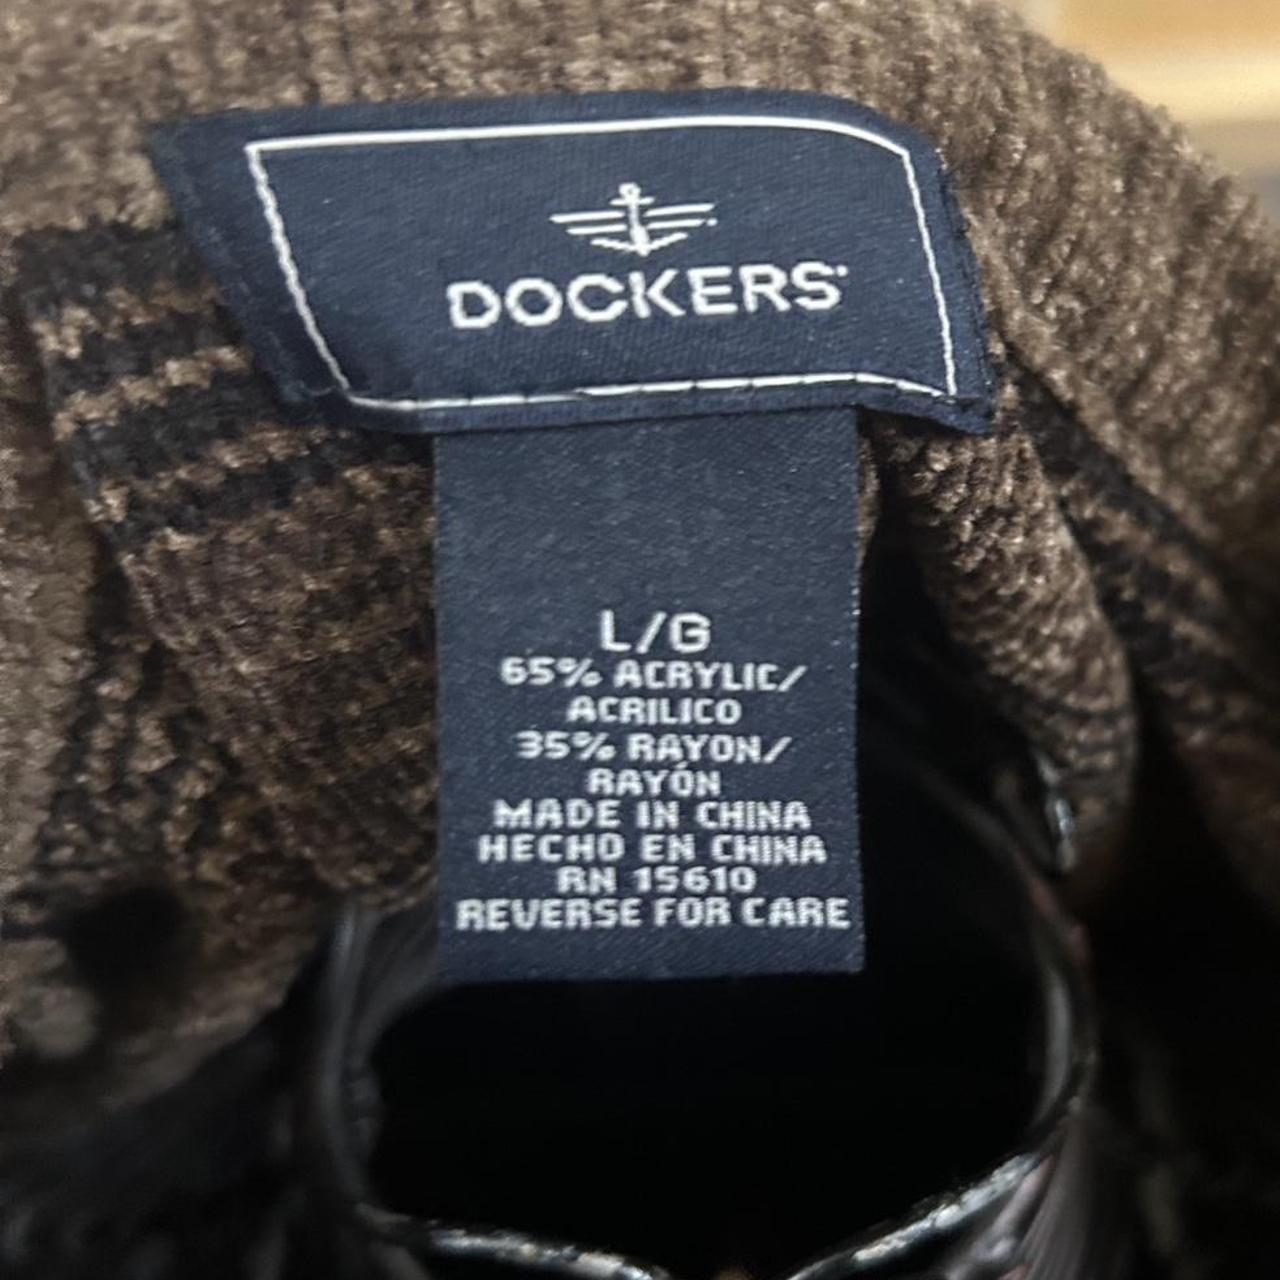 DOCKERS
L/G
65% ACRYLIC/
ACRILICO
35% RAYON/
RAYÓN
MADE IN CHINA
HECHO EN CHINA
RN 15610
REVERSE FOR CARE